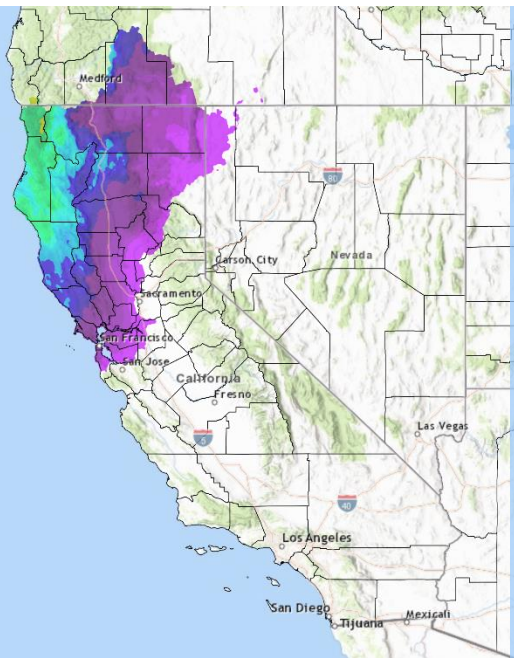 Medford
80
Carson City
Nevada
Sacramento
San Francisco
San Jose
California
Fresno
5
Las Vegas
40
Los Angeles
San Diego
Tijuana
Mexicali